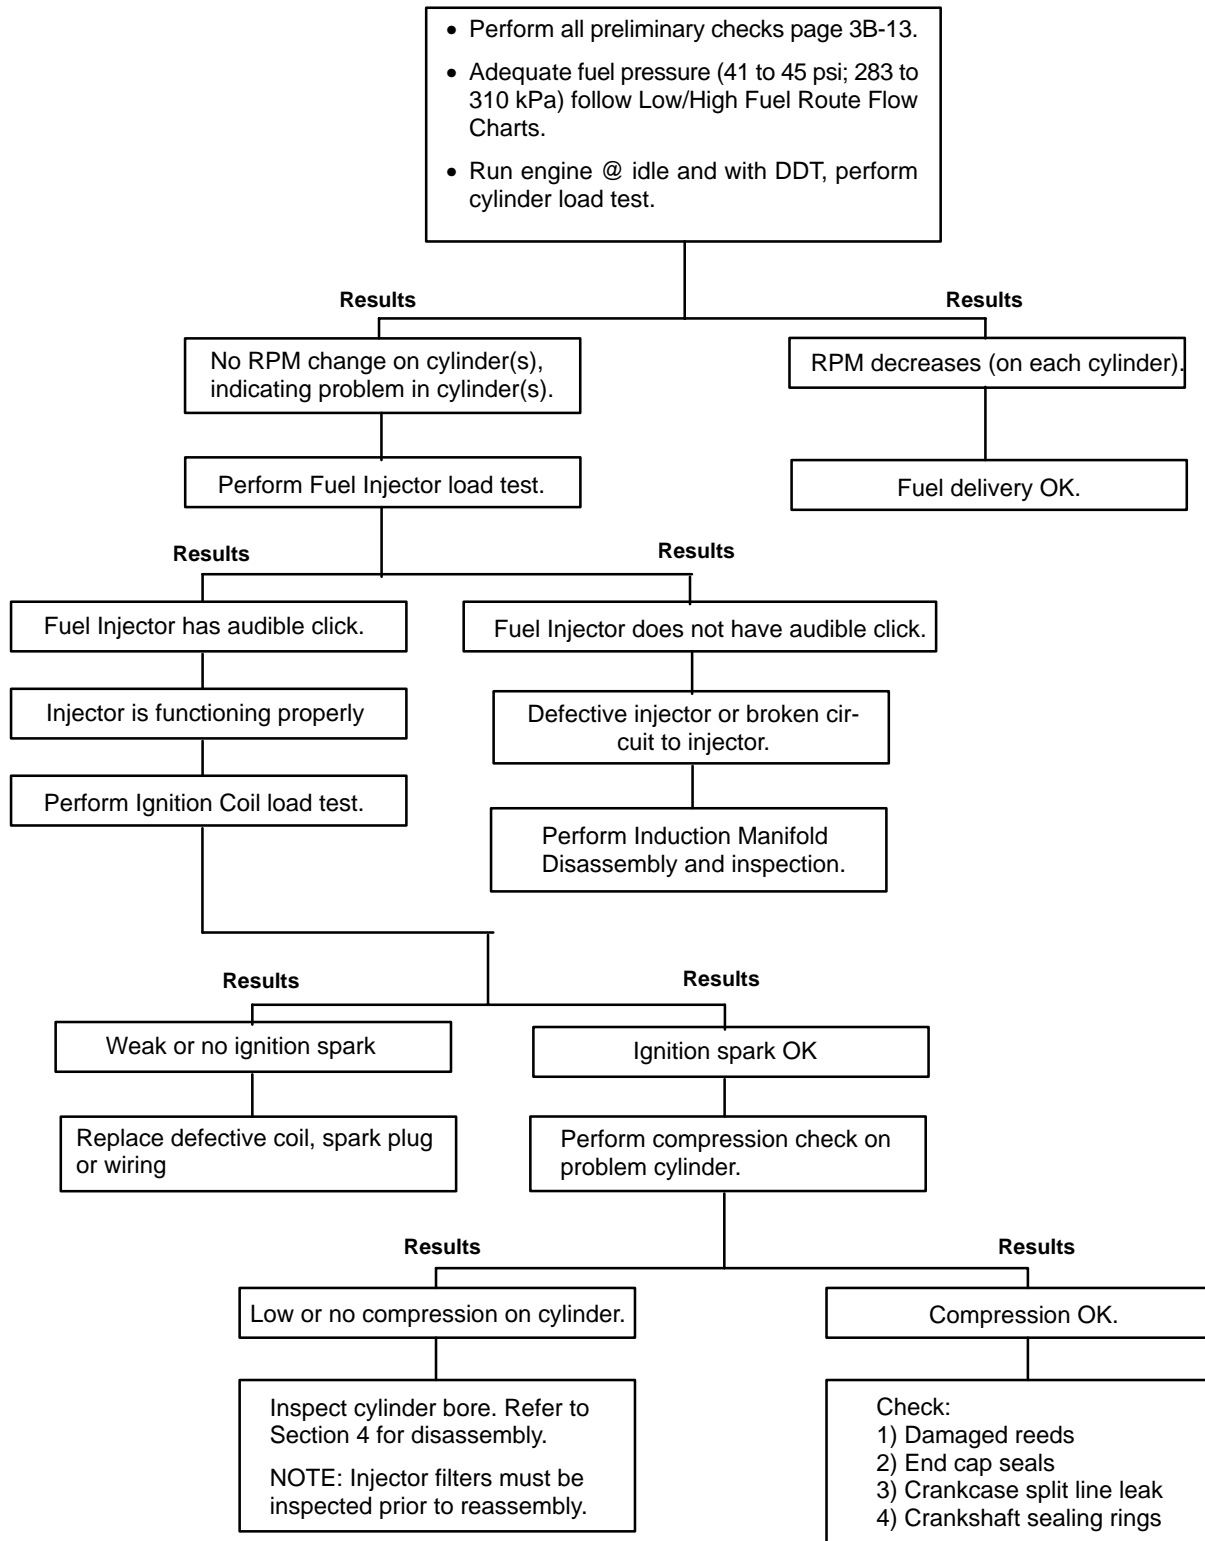 • Perform all preliminary checks page 3B-13.
• Adequate fuel pressure (41 to 45 psi; 283 to
310 kPa) follow Low/High Fuel Route Flow
Charts.
• Run engine @ idle and with DDT, perform
cylinder load test.
Results
Results
No RPM change on cylinder(s),
indicating problem in cylinder(s).
RPM decreases (on each cylinder).
Perform Fuel Injector load test.
Fuel delivery OK.
Results
Results
Fuel Injector has audible click.
Fuel Injector does not have audible click.
Injector is functioning properly
Defective injector or broken cir-
cuit to injector.
Perform Ignition Coil load test.
Perform Induction Manifold
Disassembly and inspection.
Results
Results
Weak or no ignition spark
Ignition spark OK
Replace defective coil, spark plug
or wiring
Perform compression check on
problem cylinder.
Results
Results
Low or no compression on cylinder.
Compression OK.
Inspect cylinder bore. Refer to
Section 4 for disassembly.
NOTE: Injector filters must be
inspected prior to reassembly.
Check:
1) Damaged reeds
2) End cap seals
3) Crankcase split line leak
4) Crankshaft sealing rings